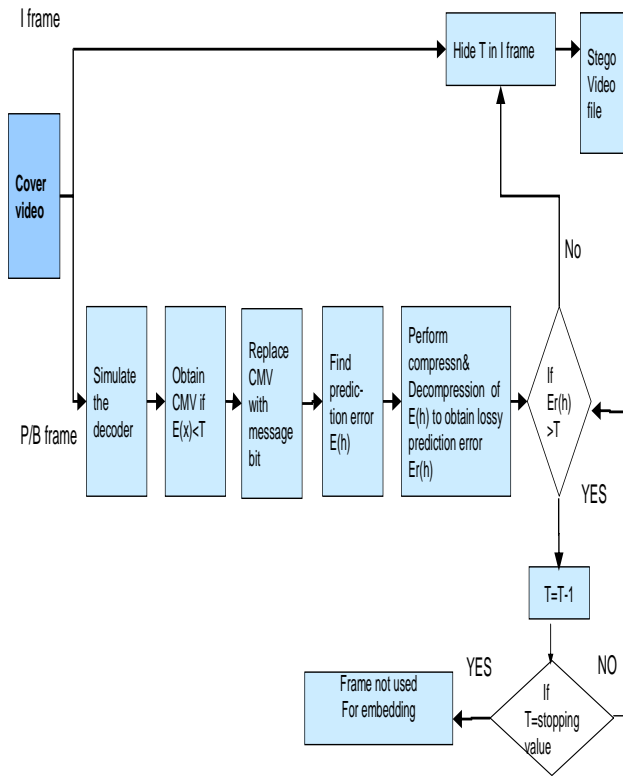 I frame
Hide T in I frame
Stego
Video
file
Cover
video
No
Simulate
the
decoder
Obtain
CMV if
E(x)<T
Replace
CMV
with
message
bit
Find
predic-
tion error
E(h)
Perform
compressn&
Decompression of
E(h) to obtain lossy
prediction error
Er(h)
If
Er(h)
>T
P/B frame
YES
T=T-1
YES
NO
Frame not used
For embedding
If
T=stopping
value